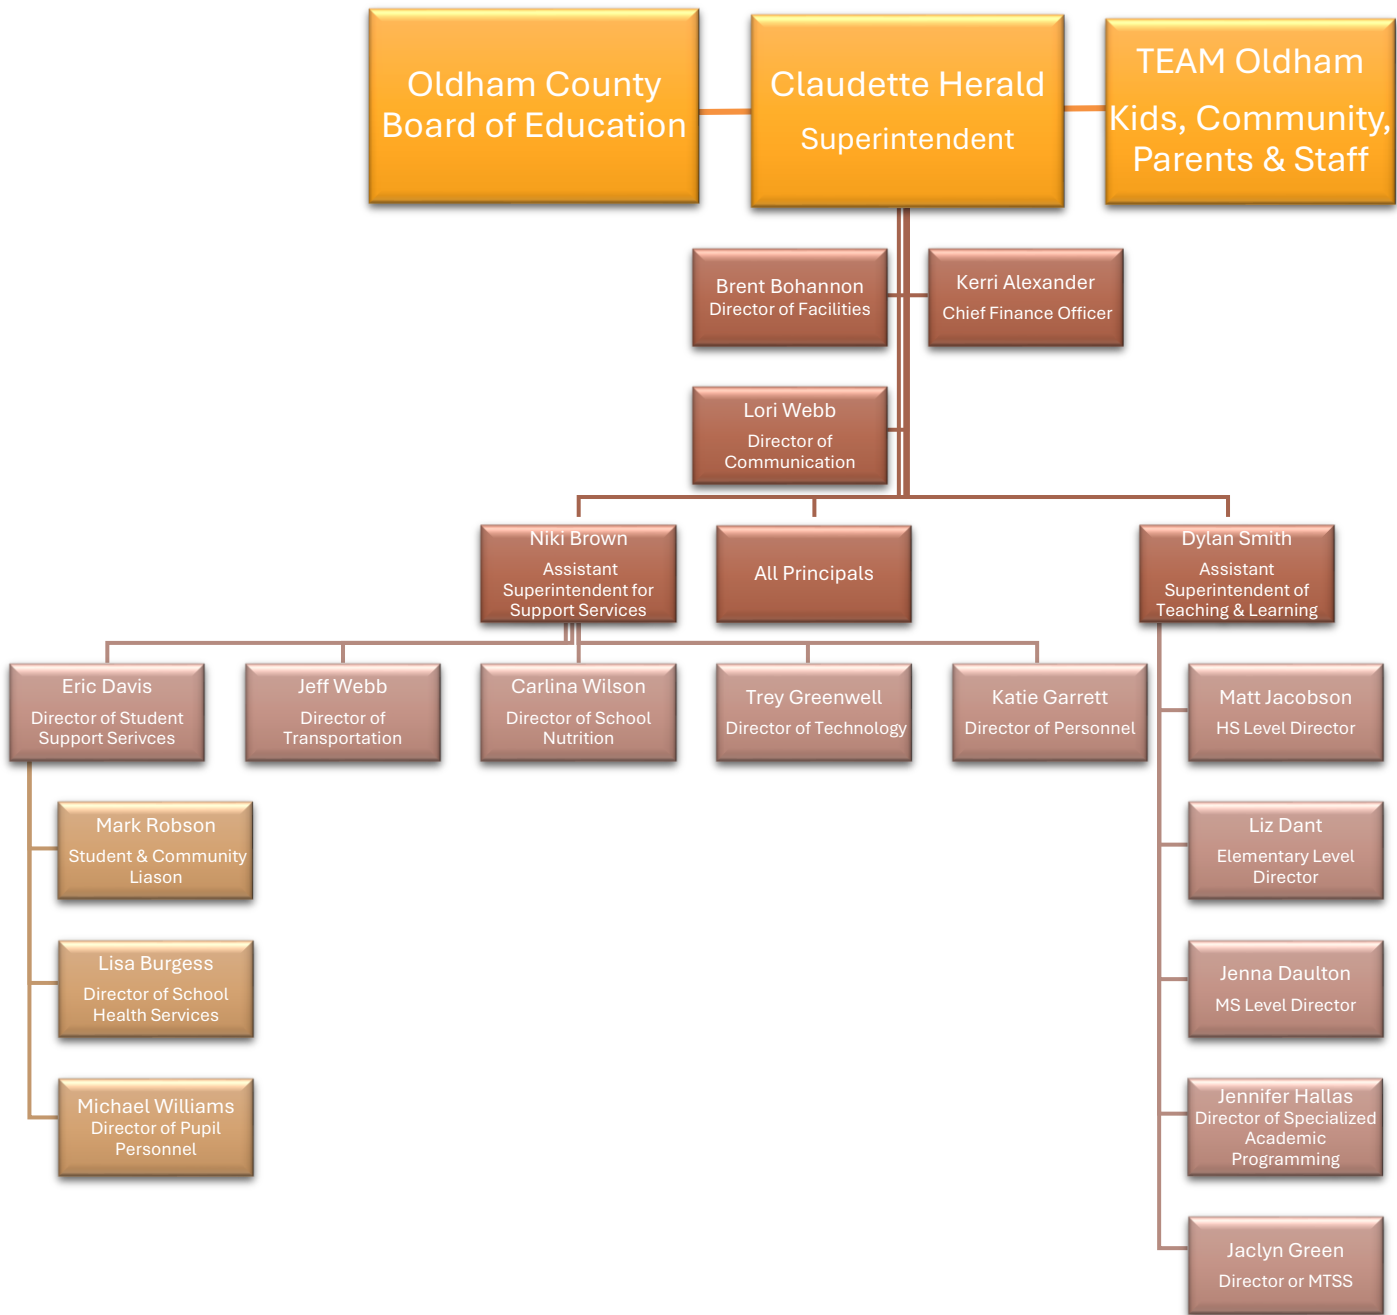 Oldham County
Board of Education
Claudette Herald
Superintendent
TEAM Oldham
Kids, Community,
Parents & Staff
Brent Bohannon
Director of Facilities
Kerri Alexander
Chief Finance Officer
Lori Webb
Director of
Communication
Niki Brown
Assistant
Superintendent for
Support Services
All Principals
Dylan Smith
Assistant
Superintendent of
Teaching & Learning
Eric Davis
Director of Student
Support Serivces
Jeff Webb
Director of
Transportation
Carlina Wilson
Director of School
Nutrition
Trey Greenwell
Director of Technology
Katie Garrett
Director of Personnel
Matt Jacobson
HS Level Director
Mark Robson
Student & Community
Liason
Liz Dant
Elementary Level
Director
Lisa Burgess
Director of School
Health Services
Jenna Daulton
MS Level Director
Michael Williams
Director of Pupil
Personnel
Jennifer Hallas
Director of Specialized
Academic
Programming
Jaclyn Green
Director or MTSS